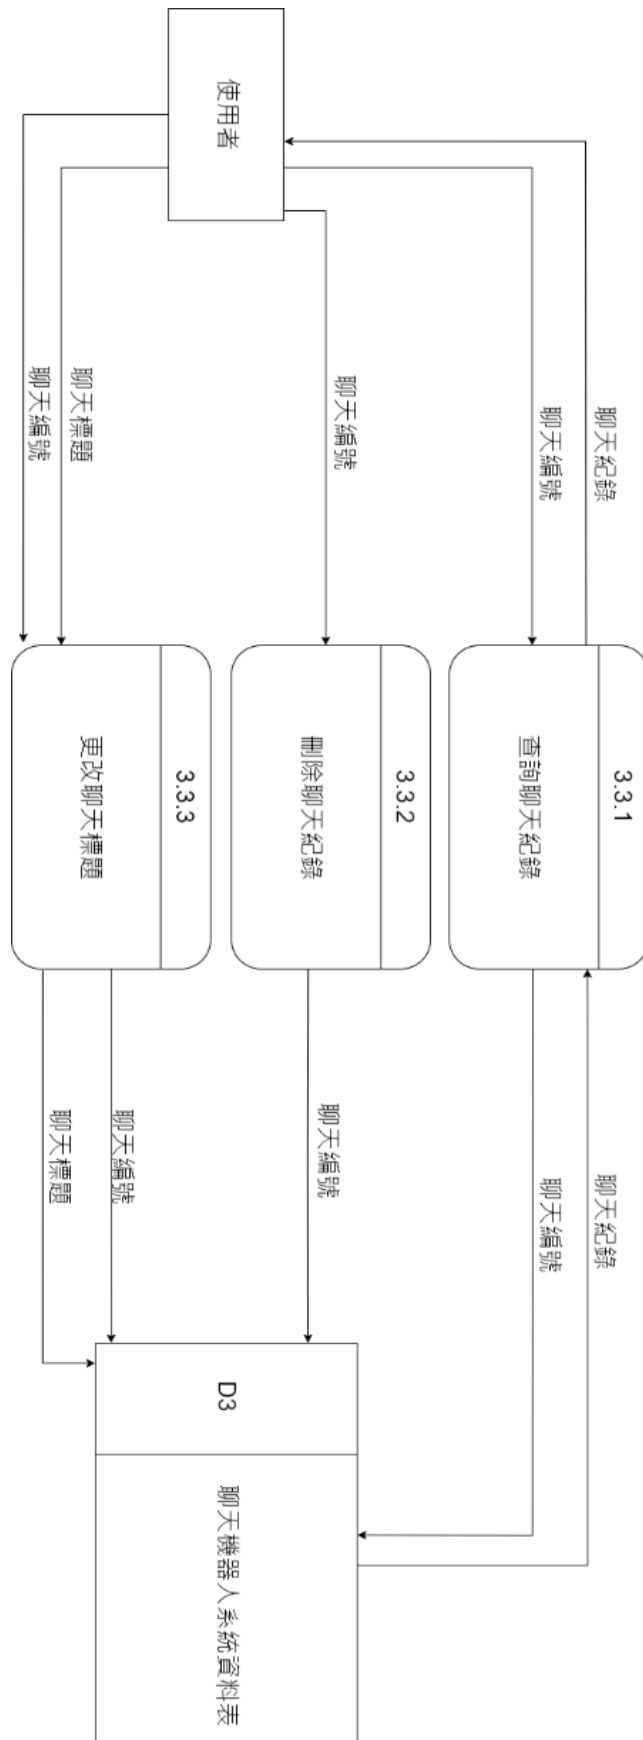 使用者
聊天紀錄
聊天編號
聊天編號
聊天標題
聊天編號
3.3.1
查詢聊天紀錄
3.3.2
刪除聊天紀錄
3.3.3
更改聊天標題
聊天紀錄
聊天編號
聊天編號
聊天編號
聊天標題
D3
聊天機器人系統資料表